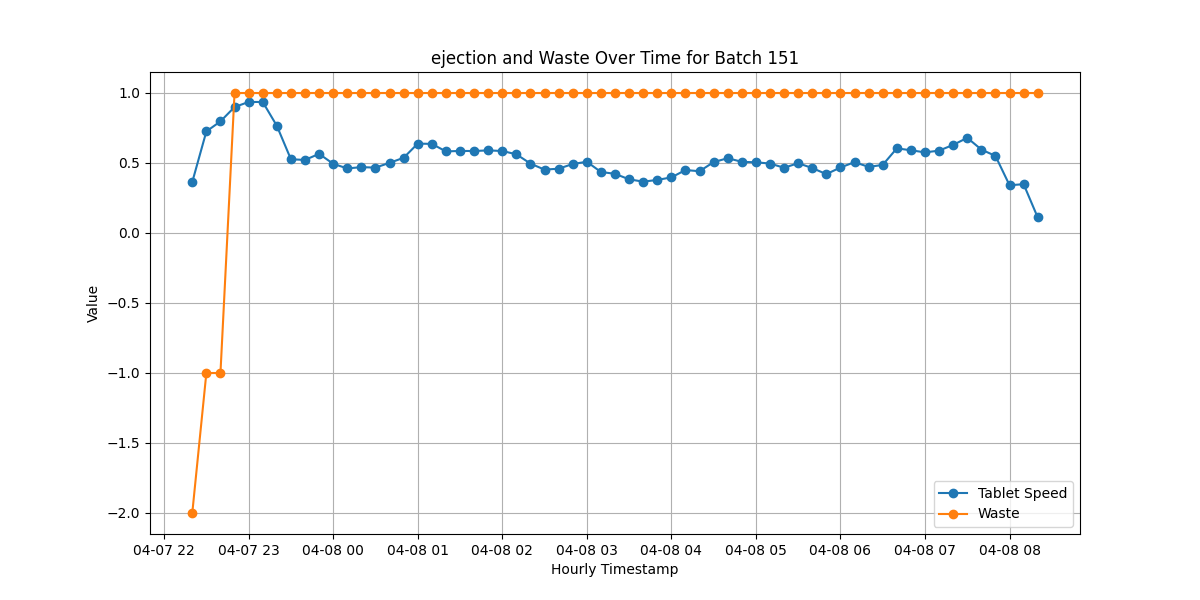 ejection and Waste Over Time for Batch 151
1.0
0.5
0.0
−0.5
−1.0
−1.5
−2.0
Value
Tablet Speed
Waste
04-07 22 04-07 23 04-08 00 04-08 01 04-08 02 04-08 03 04-08 04 04-08 05 04-08 06 04-08 07 04-08 08
Hourly Timestamp